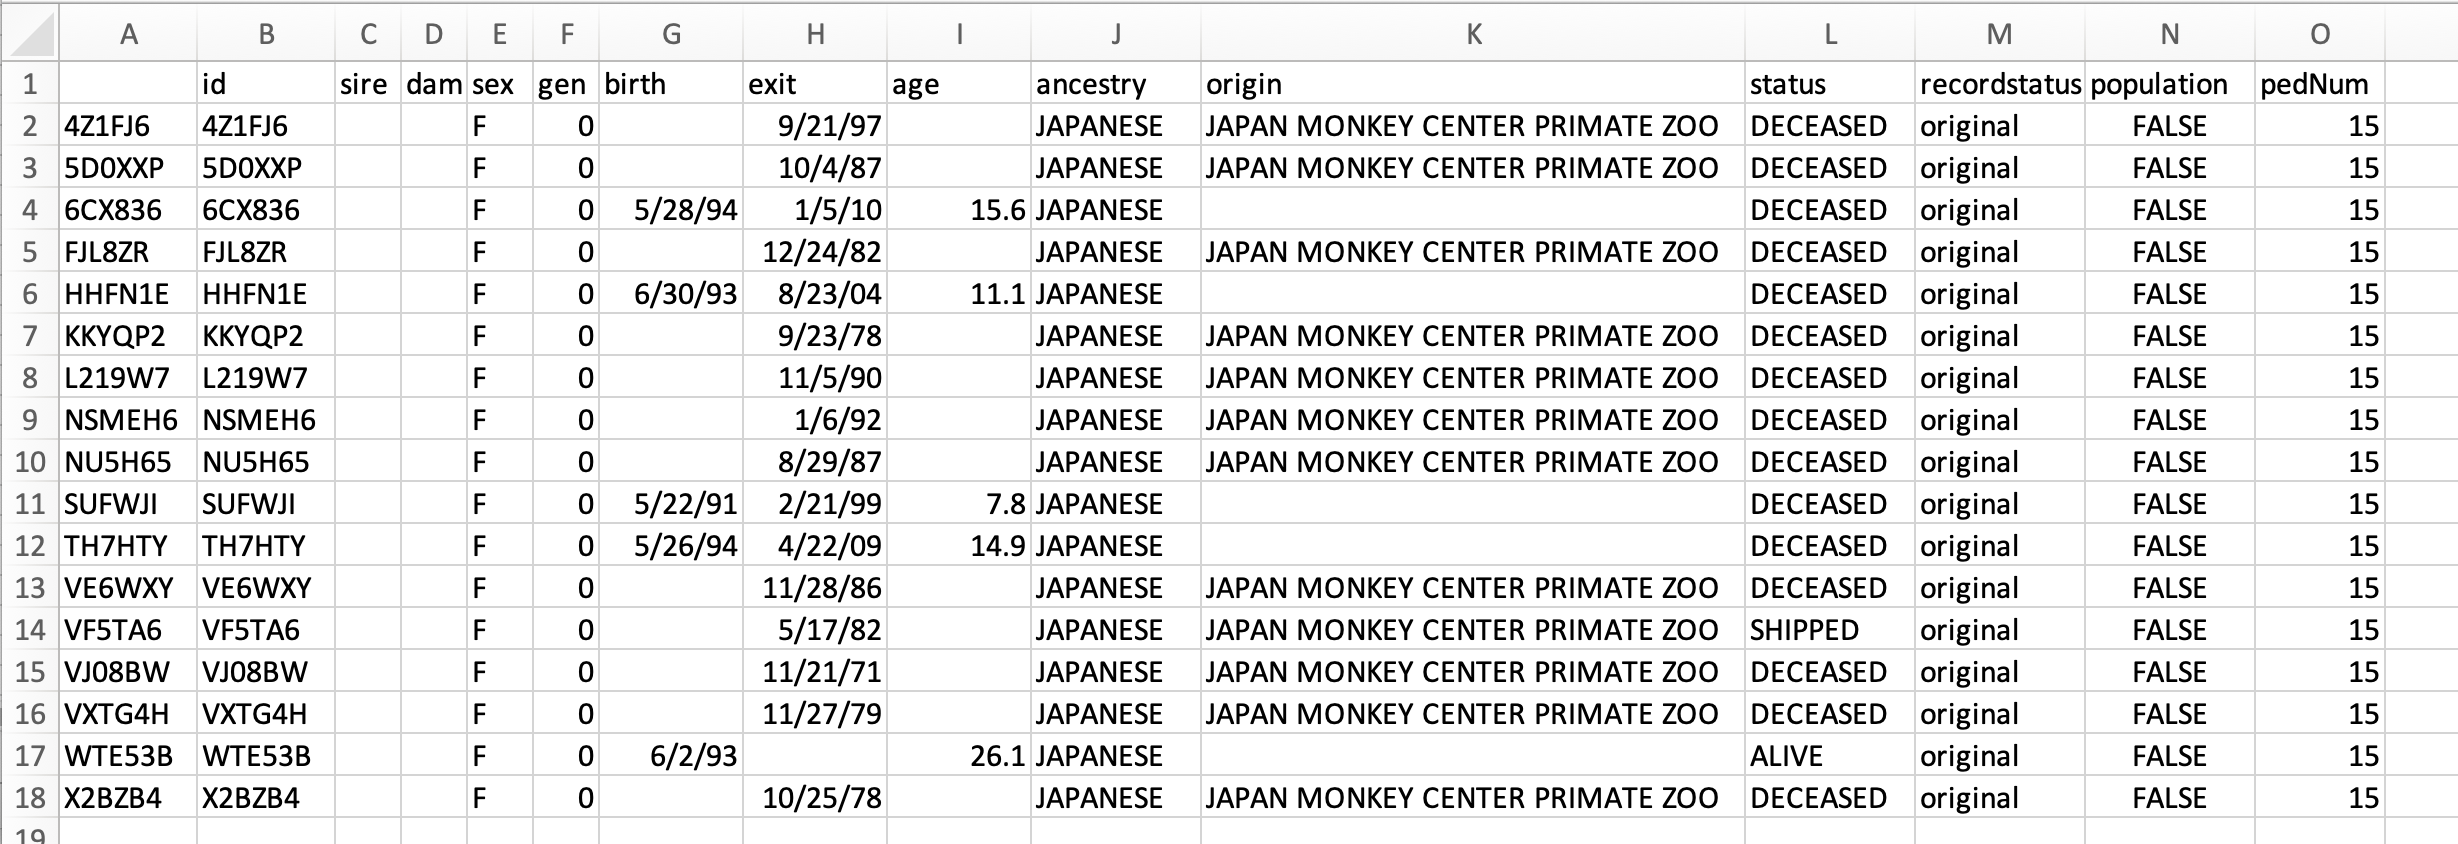 A B C D E F G H I J K L M N O
1 id sire dam sex gen birth exit age ancestry origin status recordstatus population pedNum
2 4Z1FJ6 4Z1FJ6 F 0 9/21/97 JAPANESE JAPAN MONKEY CENTER PRIMATE ZOO DECEASED original FALSE 15
3 5D0XXP 5D0XXP F 0 10/4/87 JAPANESE JAPAN MONKEY CENTER PRIMATE ZOO DECEASED original FALSE 15
4 6CX836 6CX836 F 0 5/28/94 1/5/10 15.6 JAPANESE DECEASED original FALSE 15
5 FJL8ZR FJL8ZR F 0 12/24/82 JAPANESE JAPAN MONKEY CENTER PRIMATE ZOO DECEASED original FALSE 15
6 HHFN1E HHFN1E F 0 6/30/93 8/23/04 11.1 JAPANESE DECEASED original FALSE 15
7 KKYQP2 KKYQP2 F 0 9/23/78 JAPANESE JAPAN MONKEY CENTER PRIMATE ZOO DECEASED original FALSE 15
8 L219W7 L219W7 F 0 11/5/90 JAPANESE JAPAN MONKEY CENTER PRIMATE ZOO DECEASED original FALSE 15
9 NSMEH6 NSMEH6 F 0 1/6/92 JAPANESE JAPAN MONKEY CENTER PRIMATE ZOO DECEASED original FALSE 15
10 NU5H65 NU5H65 F 0 8/29/87 JAPANESE JAPAN MONKEY CENTER PRIMATE ZOO DECEASED original FALSE 15
11 SUFWJI SUFWJI F 0 5/22/91 2/21/99 7.8 JAPANESE DECEASED original FALSE 15
12 TH7HTY TH7HTY F 0 5/26/94 4/22/09 14.9 JAPANESE DECEASED original FALSE 15
13 VE6WXY VE6WXY F 0 11/28/86 JAPANESE JAPAN MONKEY CENTER PRIMATE ZOO DECEASED original FALSE 15
14 VF5TA6 VF5TA6 F 0 5/17/82 JAPANESE JAPAN MONKEY CENTER PRIMATE ZOO SHIPPED original FALSE 15
15 VJ08BW VJ08BW F 0 11/21/71 JAPANESE JAPAN MONKEY CENTER PRIMATE ZOO DECEASED original FALSE 15
16 VXTG4H VXTG4H F 0 11/27/79 JAPANESE JAPAN MONKEY CENTER PRIMATE ZOO DECEASED original FALSE 15
17 WTE53B WTE53B F 0 6/2/93 26.1 JAPANESE ALIVE original FALSE 15
18 X2BZB4 X2BZB4 F 0 10/25/78 JAPANESE JAPAN MONKEY CENTER PRIMATE ZOO DECEASED original FALSE 15
19